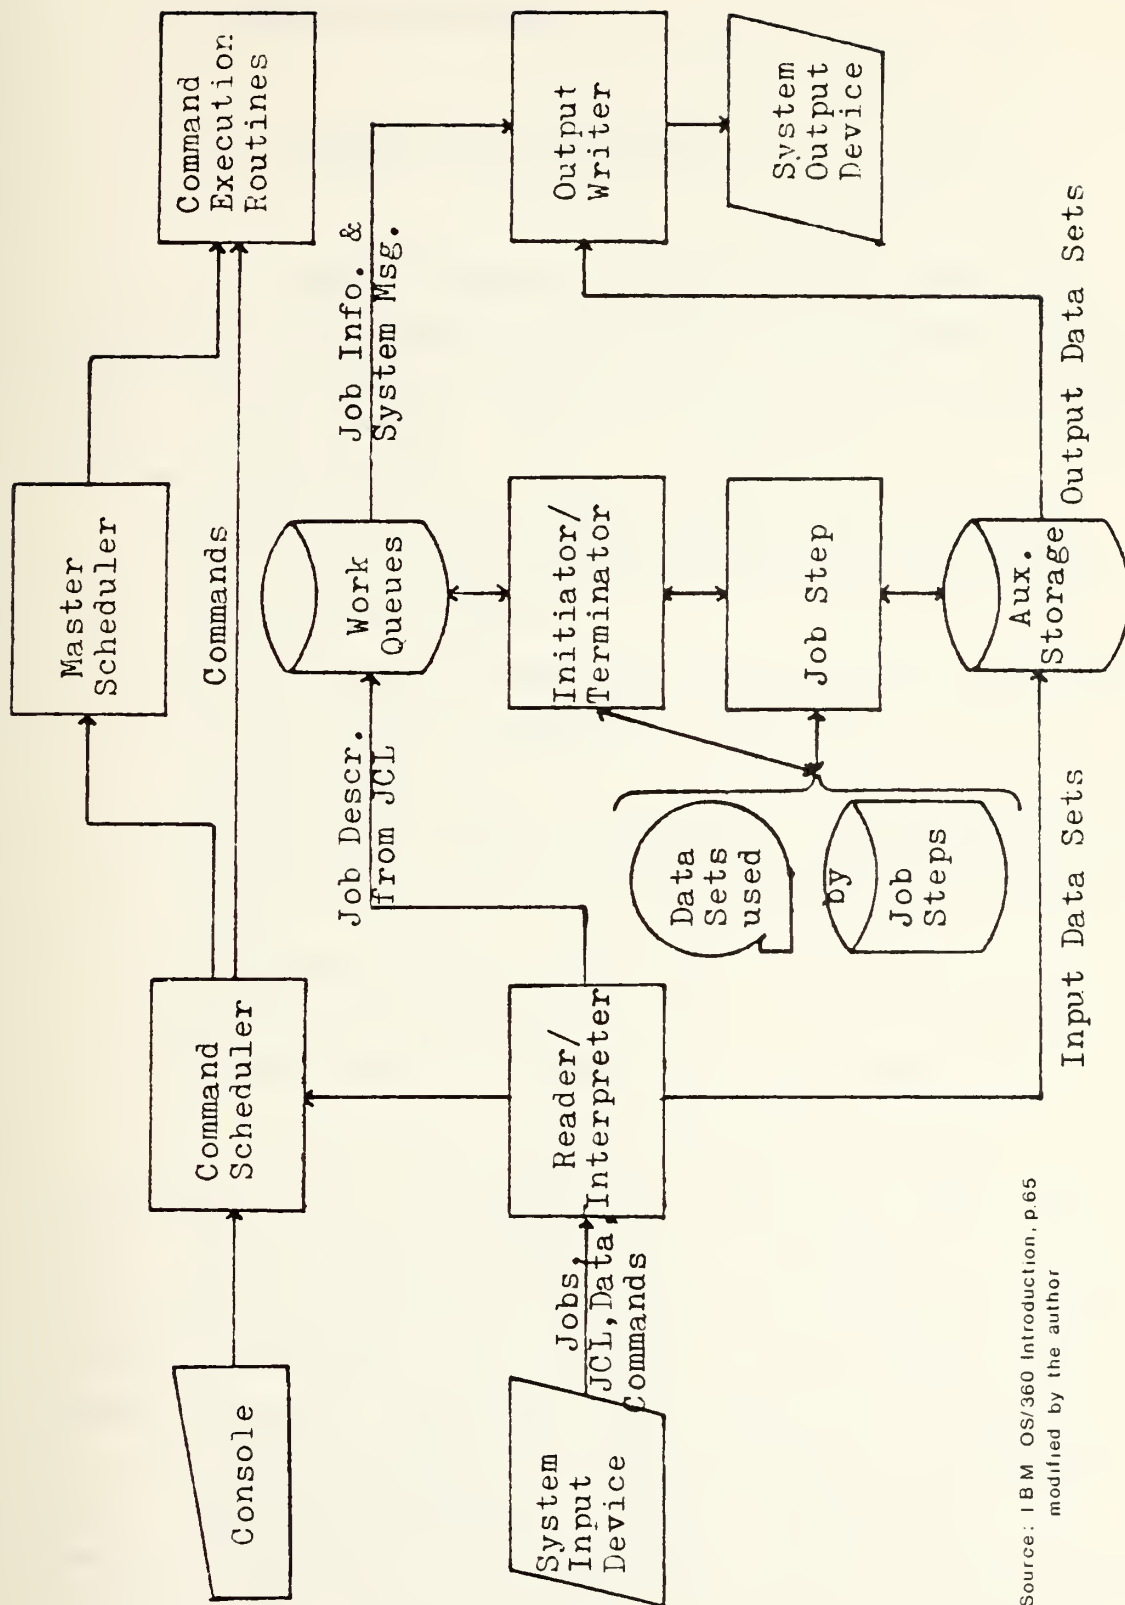 Master
Scheduler
Console
Command
Scheduler
Commands
Command
Execution
Routines
System
Input
Device
Jobs,
JCL,Data,
Commands
Reader/
Interpreter
Job Descr.
from JCL
Work
Queues
Job Info. &
System Msg.
Output
Writer
System
Output
Device
Initiator/
Terminator
Job Step
Data
Sets
used
by
Job
Steps
Aux.
Storage
Input Data Sets
Output Data Sets
Source: IBM OS/360 Introduction, p.65
modified by the author